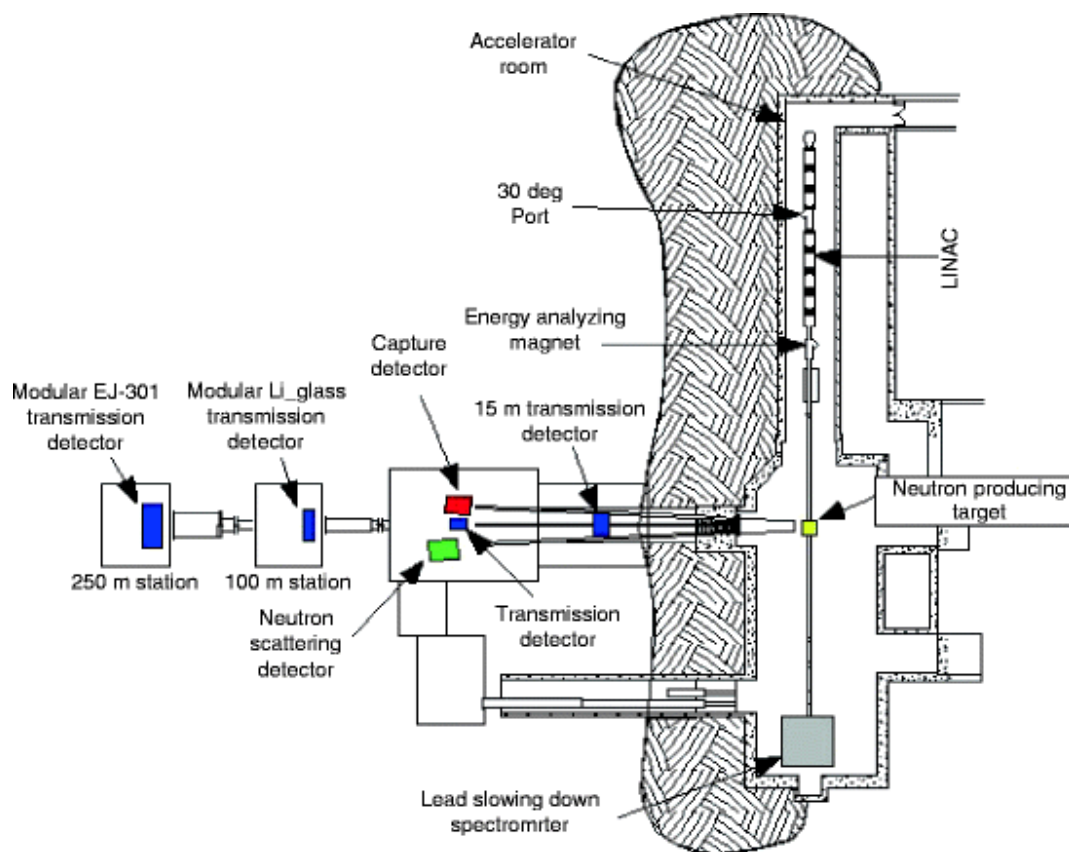 Accelerator
room
30 deg
Port
LINAC
Energy analyzing
magnet
Capture
detector
Modular EJ-301
transmission
detector
Modular Li_glass
transmission
detector
15 m transmission
detector
Neutron producing
target
250 m station
100 m station
Neutron
scattering
detector
Transmission
detector
Lead slowing down
spectromrter